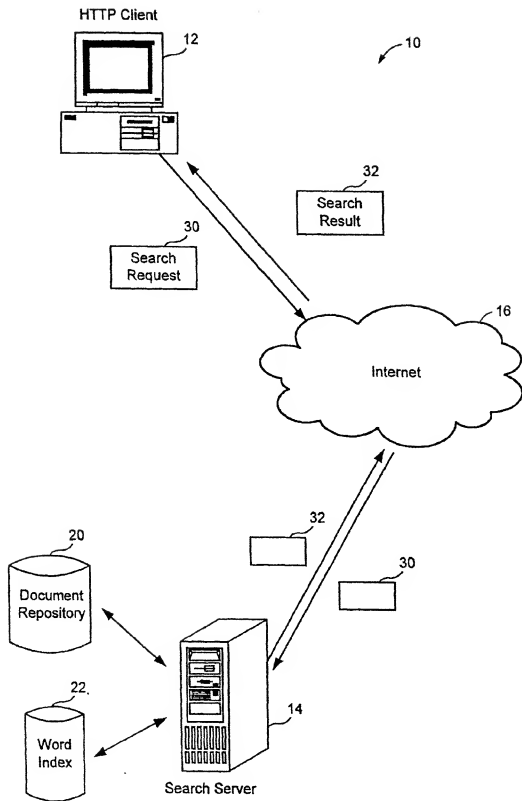 HTTP Client
12
10
32
Search
Result
30
Search
Request
16
Internet
32
30
20
Document
Repository
22
Word
Index
14
Search Server